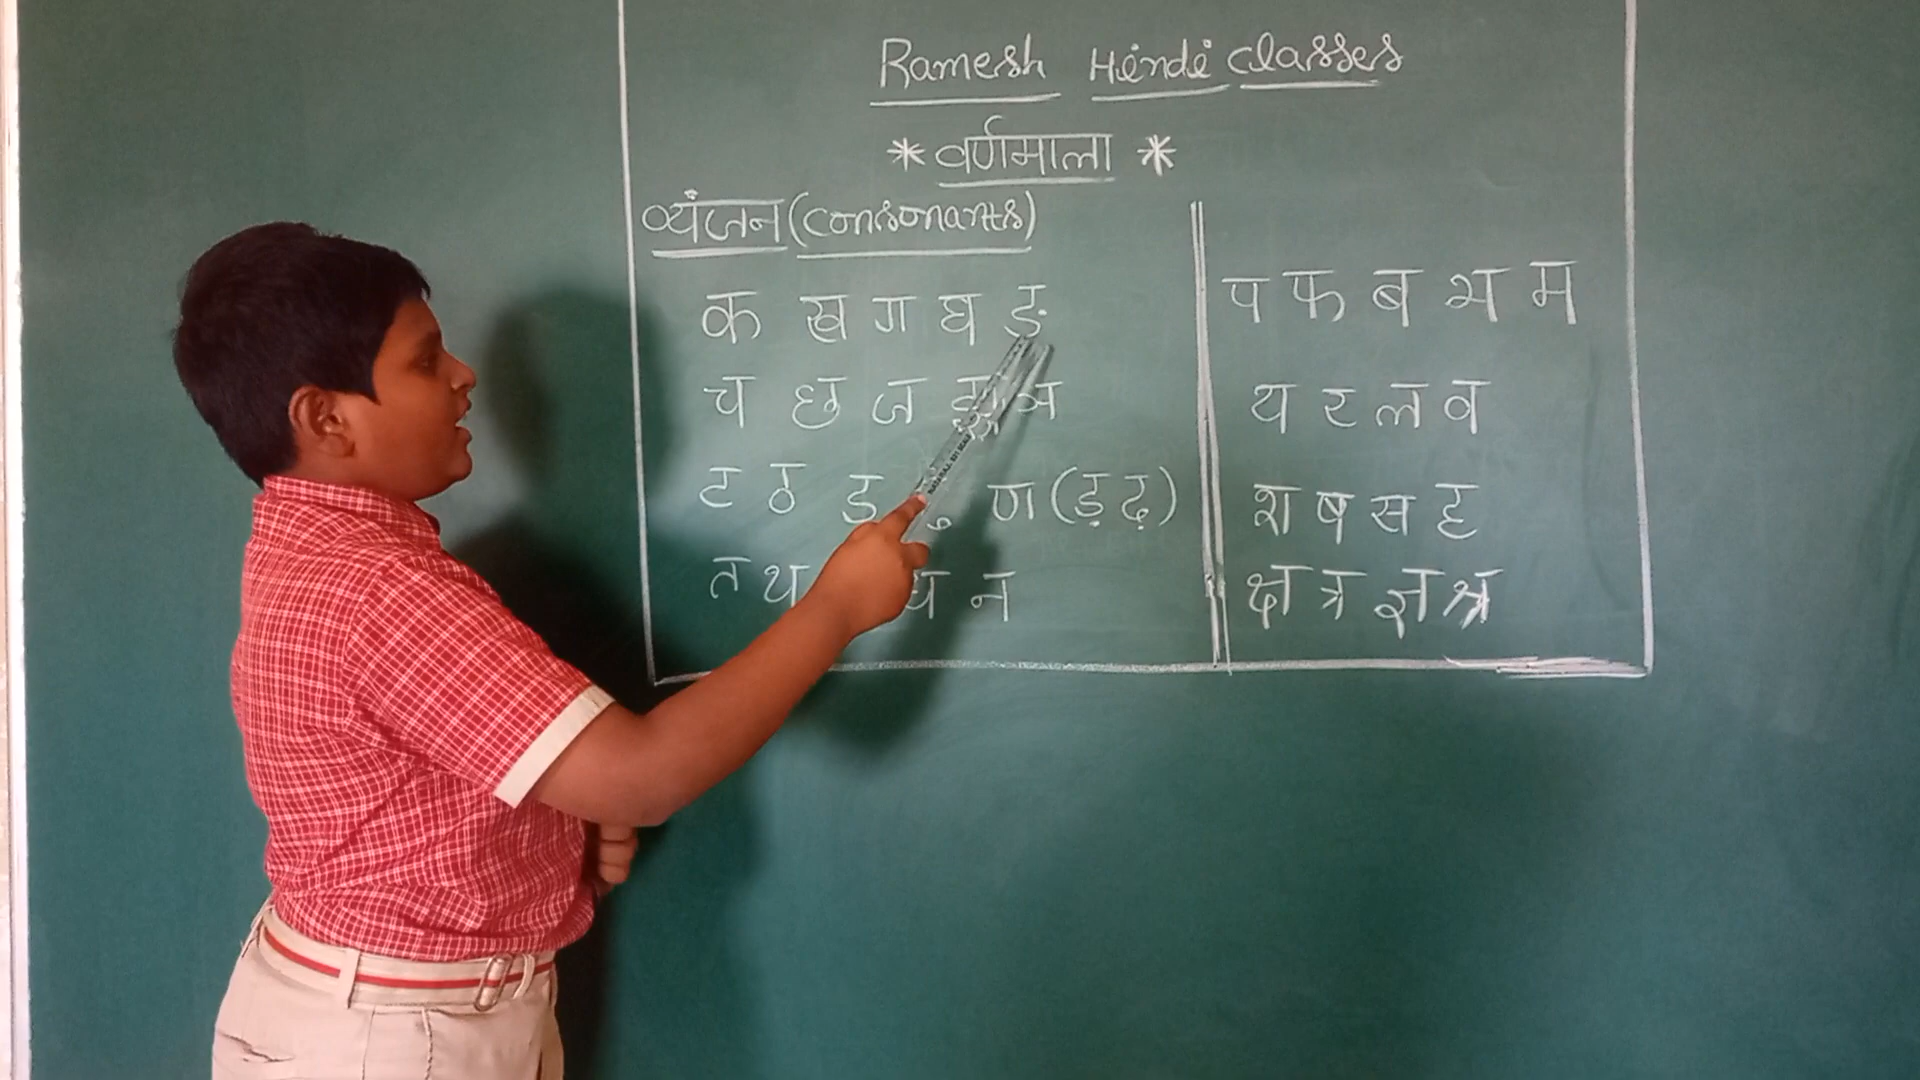 Ramesh Hindi classes
* वर्णमाला *
व्यंजन (consonants)
क ख ग घ ङ
च छ ज झ ञ
ट ठ ड ण (ड़ ढ़)
त थ ध न
प फ ब भ म
य र ल व
श ष स ह
क्ष त्र ज्ञ श्र